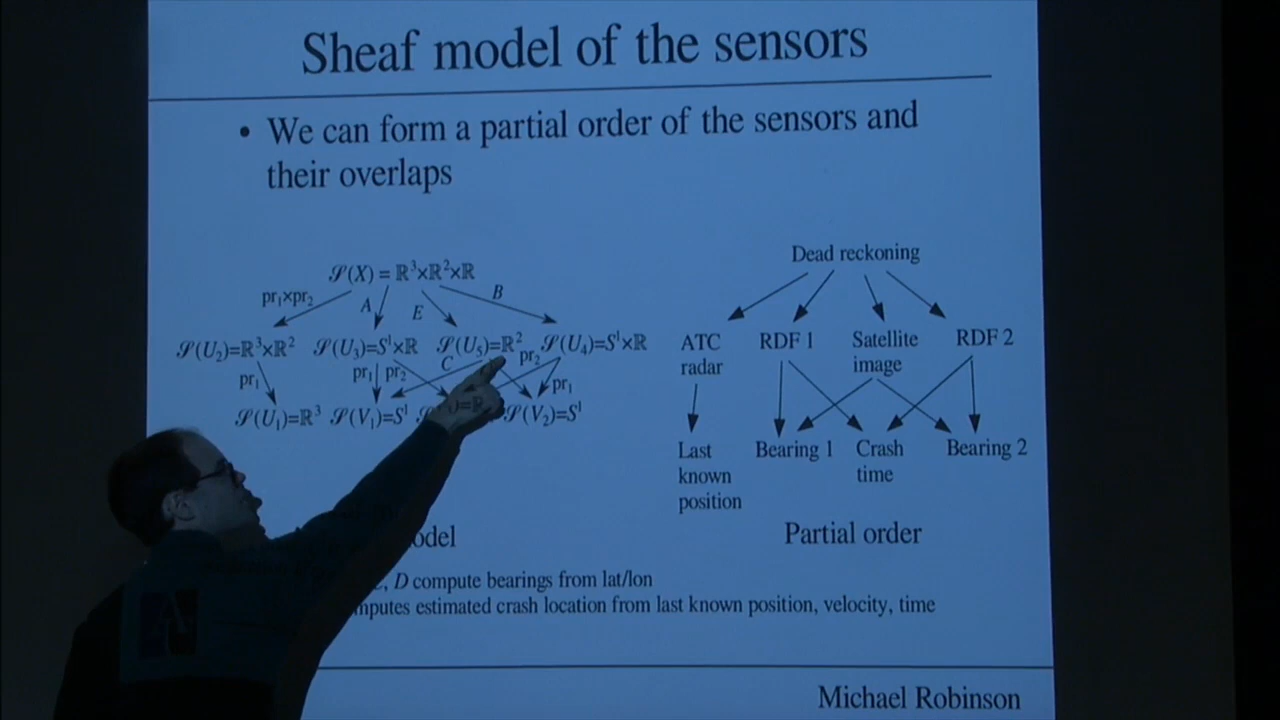 Sheaf model of the sensors
• We can form a partial order of the sensors and
their overlaps
𝒮(X) = ℝ³×ℝ²×ℝ
pr₁×pr₂ A E B
𝒮(U₂)=ℝ³×ℝ² 𝒮(U₃)=S¹×ℝ 𝒮(U₅)=ℝ² 𝒮(U₄)=S¹×ℝ
pr₁ pr₁ pr₂ C pr₂ pr₁
𝒮(U₁)=ℝ³ 𝒮(V₁)=S¹ )=ℝ 𝒮(V₂)=S¹
Dead reckoning
ATC
radar
RDF 1
Satellite
image
RDF 2
Last
known
position
Bearing 1
Crash
time
Bearing 2
Partial order
, D compute bearings from lat/lon
estimated crash location from last known position, velocity, time
Michael Robinson